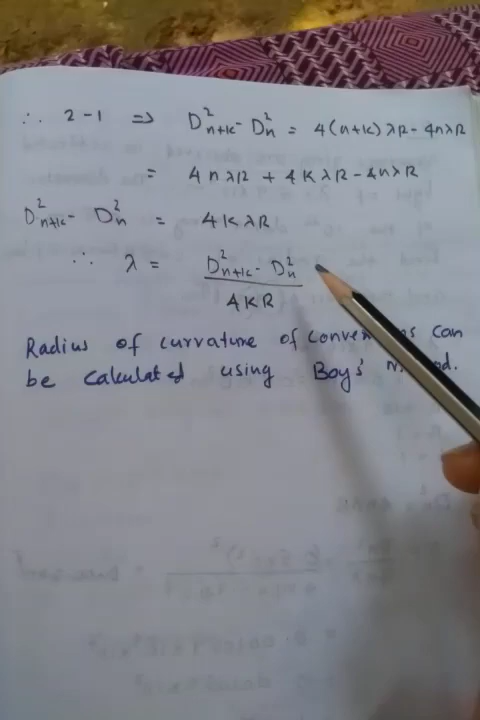 ∴ 2-1 ⇒ D²ₙ₊ₖ - D²ₙ = 4(n+k)λR - 4nλR
= 4nλR + 4KλR - 4nλR
D²ₙ₊ₖ - D²ₙ = 4KλR
∴ λ = D²ₙ₊ₖ - D²ₙ
4KR
Radius of curvature of can
be calculated using Boy's